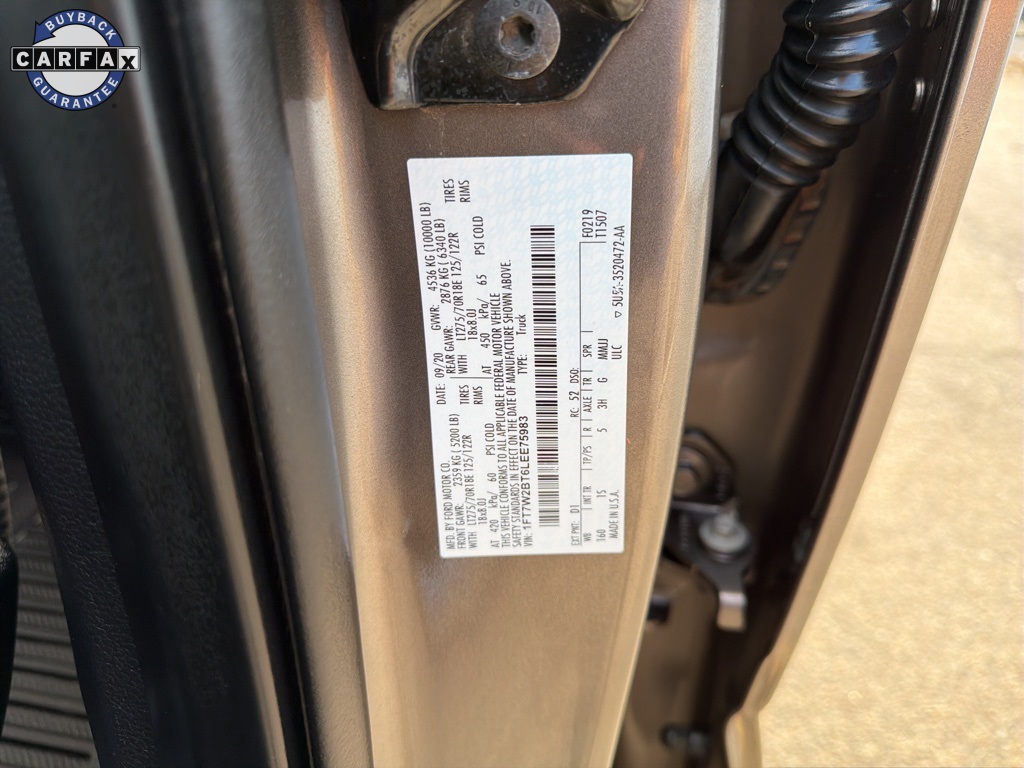 BUYBACK
CARFAX
GUARANTEE
MFD. BY FORD MOTOR CO.
DATE: 09/20 GVWR: 4536 KG (10000 LB)
FRONT GAWR: 2359 KG ( 5200 LB)
REAR GAWR: 2876 KG ( 6340 LB)
LT275/70R18E 125/122R TIRES
WITH LT275/70R18E 125/122R TIRES
18x8.0J RIMS
18x8.0J RIMS
AT 420 kPa/ 60 PSI COLD
AT 450 kPa/ 65 PSI COLD
THIS VEHICLE CONFORMS TO ALL APPLICABLE FEDERAL MOTOR VEHICLE
SAFETY STANDARDS IN EFFECT ON THE DATE OF MANUFACTURE SHOWN ABOVE.
VIN: 1FT7W2BT6LEE75983 TYPE: Truck
F0219
T1507
EXT PNT: D1 RC: 52 DSO:
WB INT TR TP/PS R AXLE TR SPR
160 15 5 3H G MMJJ
MADE IN U.S.A. ULC
-3520472-AA